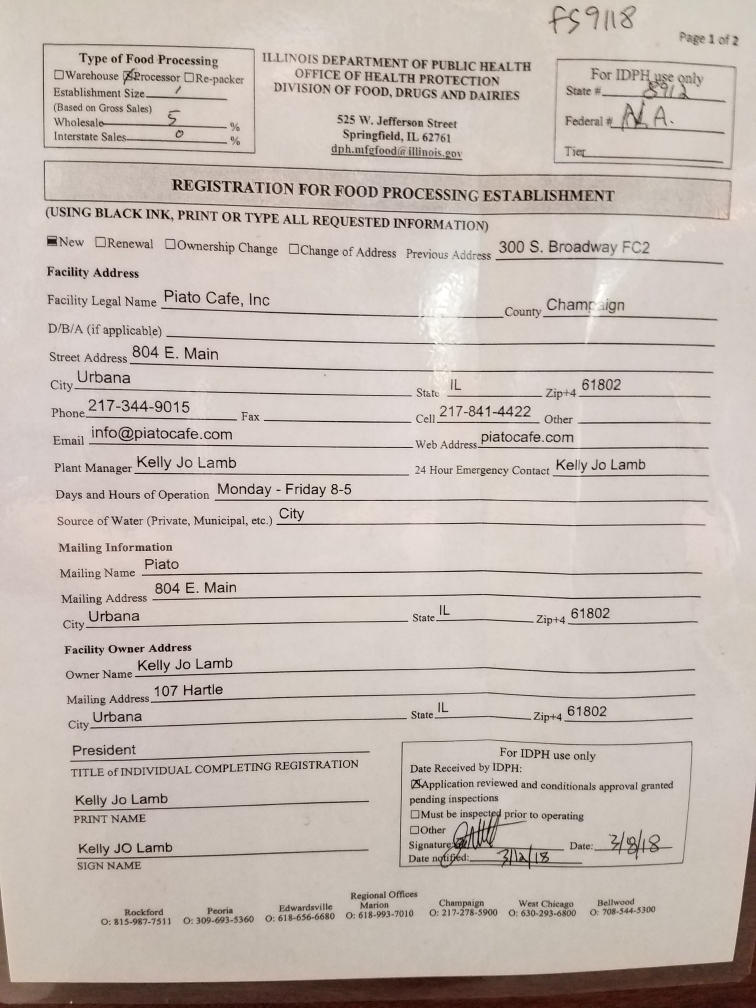 FS9118
Page 1 of 2
Type of Food Processing
☐Warehouse ☒Processor ☐Re-packer
Establishment Size /
(Based on Gross Sales)
Wholesale 5 %
Interstate Sales 0 %
ILLINOIS DEPARTMENT OF PUBLIC HEALTH
OFFICE OF HEALTH PROTECTION
DIVISION OF FOOD, DRUGS AND DAIRIES
525 W. Jefferson Street
Springfield, IL 62761
dph.mfgfood@illinois.gov
For IDPH use only
State # 8912
Federal # N.A.
Tier
REGISTRATION FOR FOOD PROCESSING ESTABLISHMENT
(USING BLACK INK, PRINT OR TYPE ALL REQUESTED INFORMATION)
■New ☐Renewal ☐Ownership Change ☐Change of Address Previous Address 300 S. Broadway FC2
Facility Address
Facility Legal Name Piato Cafe, Inc County Champaign
D/B/A (if applicable)
Street Address 804 E. Main
City Urbana State IL Zip+4 61802
Phone 217-344-9015 Fax Cell 217-841-4422 Other
Email info@piatocafe.com Web Address piatocafe.com
Plant Manager Kelly Jo Lamb 24 Hour Emergency Contact Kelly Jo Lamb
Days and Hours of Operation Monday - Friday 8-5
Source of Water (Private, Municipal, etc.) City
Mailing Information
Mailing Name Piato
Mailing Address 804 E. Main
City Urbana State IL Zip+4 61802
Facility Owner Address
Owner Name Kelly Jo Lamb
Mailing Address 107 Hartle
City Urbana State IL Zip+4 61802
President
TITLE of INDIVIDUAL COMPLETING REGISTRATION
Kelly Jo Lamb
PRINT NAME
Kelly JO Lamb
SIGN NAME
For IDPH use only
Date Received by IDPH:
☒Application reviewed and conditionals approval granted
pending inspections
☐Must be inspected prior to operating
☐Other
Signature Date: 3/8/18
Date notified: 3/12/18
Regional Offices
Rockford Peoria Edwardsville Marion Champaign West Chicago Bellwood
O: 815-987-7511 O: 309-693-5360 O: 618-656-6680 O: 618-993-7010 O: 217-278-5900 O: 630-293-6800 O: 708-544-5300